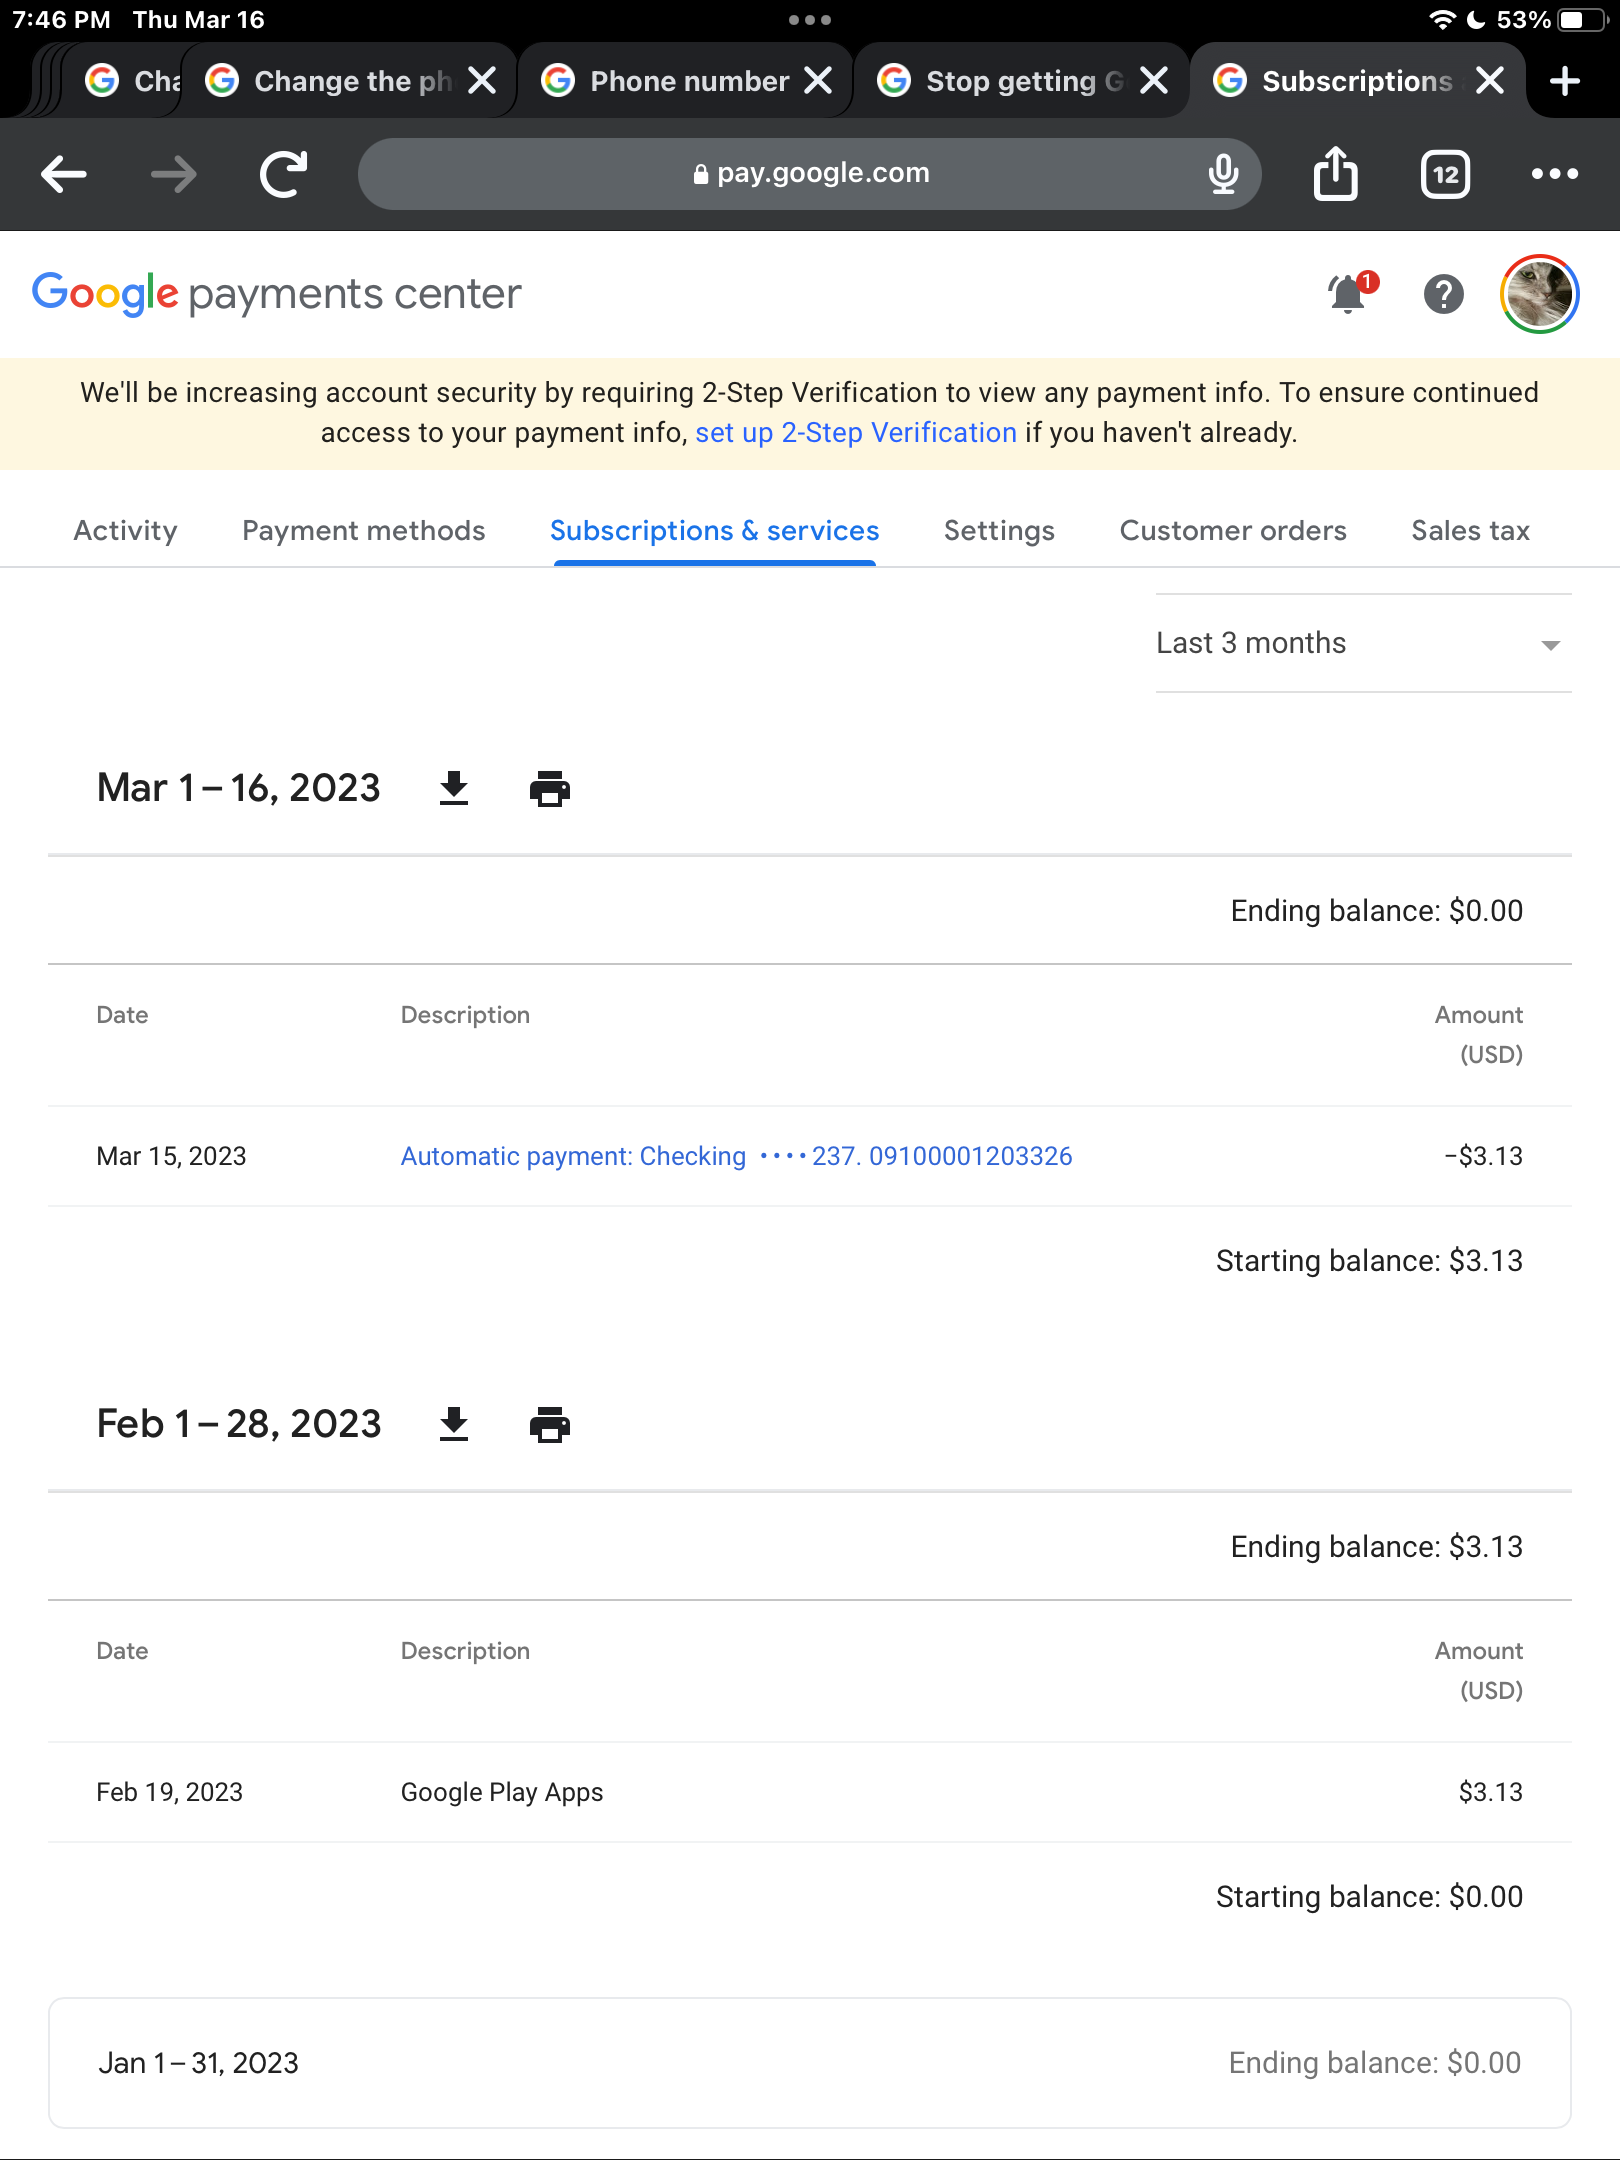 7:46 PM Thu Mar 16
53%
Cha
Change the ph
Phone number
Stop getting G
Subscriptions
pay.google.com
12
Google payments center
1
We'll be increasing account security by requiring 2-Step Verification to view any payment info. To ensure continued
access to your payment info, set up 2-Step Verification if you haven't already.
Activity Payment methods Subscriptions & services Settings Customer orders Sales tax
Last 3 months
Mar 1 – 16, 2023
Ending balance: $0.00
Date Description Amount
(USD)
Mar 15, 2023 Automatic payment: Checking •••• 237. 09100001203326 −$3.13
Starting balance: $3.13
Feb 1 – 28, 2023
Ending balance: $3.13
Date Description Amount
(USD)
Feb 19, 2023 Google Play Apps $3.13
Starting balance: $0.00
Jan 1 – 31, 2023 Ending balance: $0.00